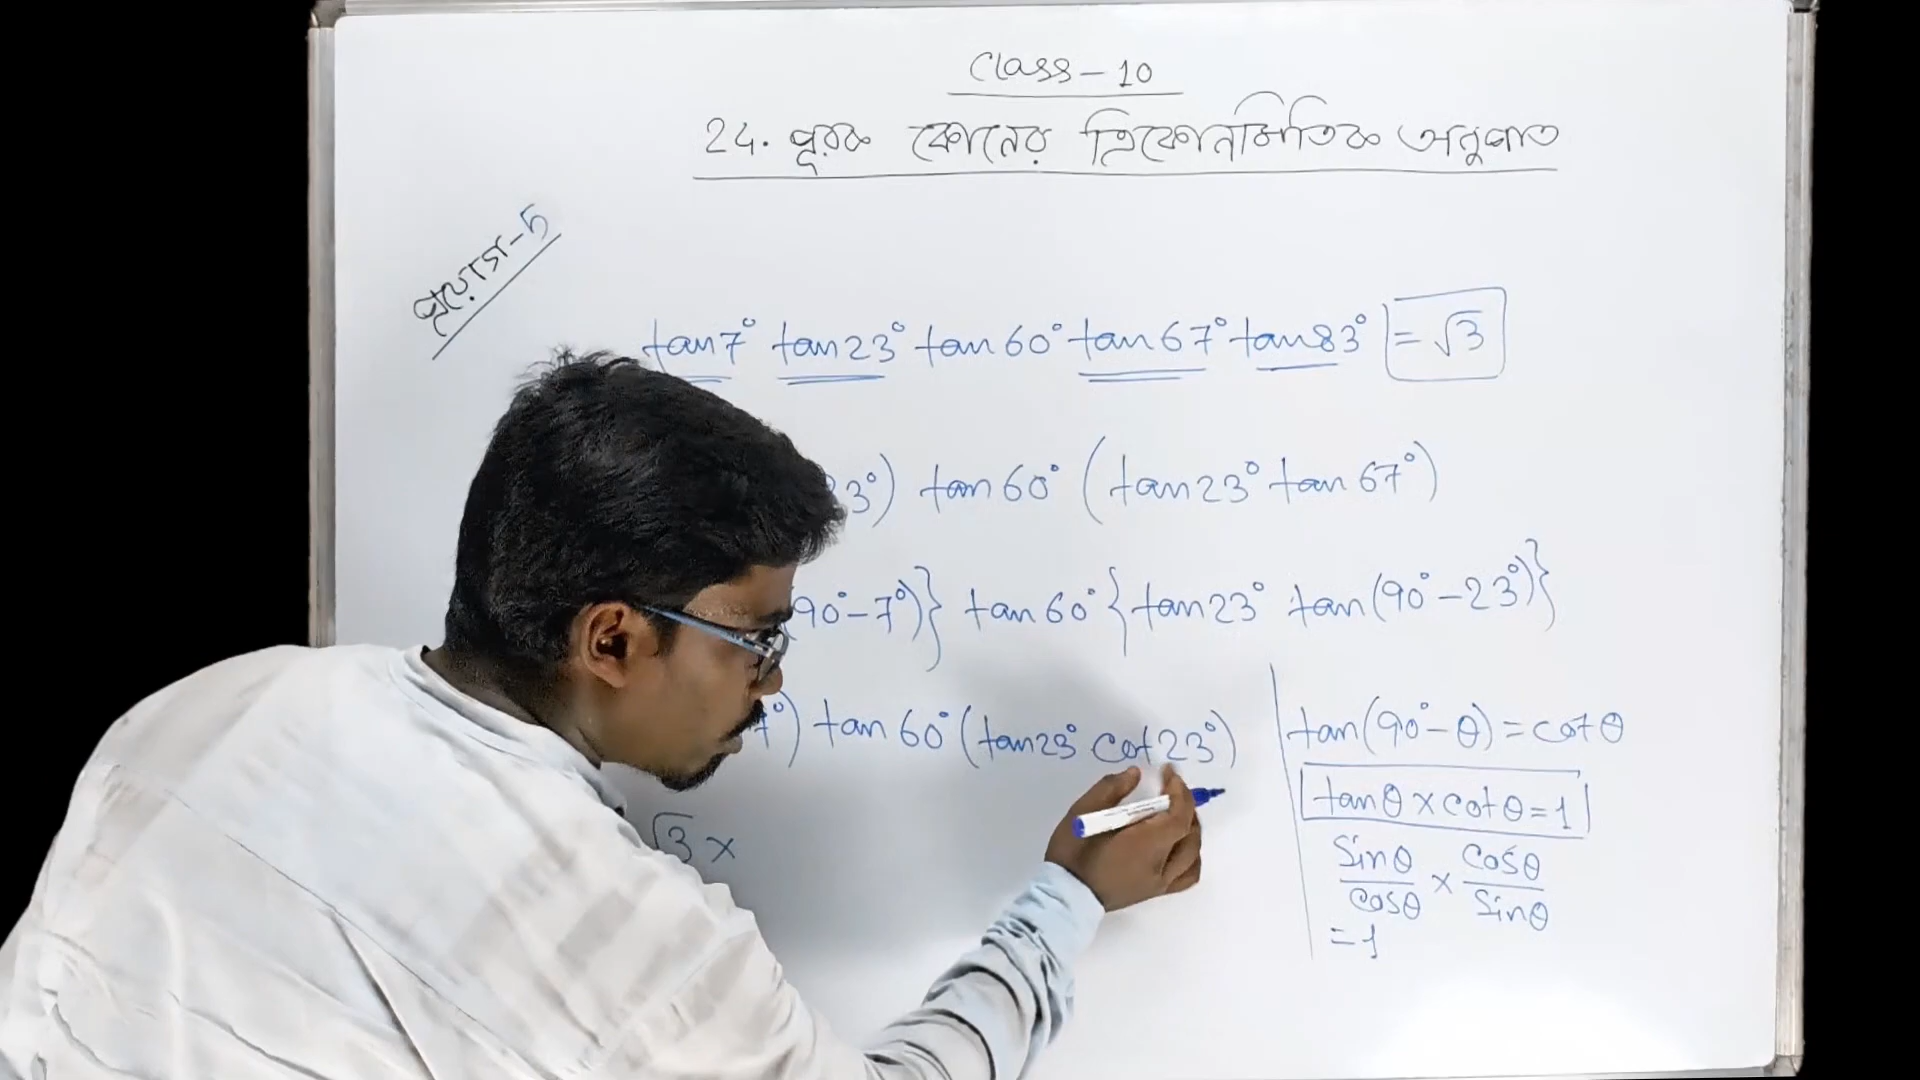 Class - 10
24. পূরক কোনের ত্রিকোনমিতিক অনুপাত
প্রয়োগ-5
tan7° tan23° tan60° tan67° tan83° = √3
3°) tan60° (tan23° tan67°)
(90°-7°)} tan60° {tan23° tan(90°-23°)}
7°) tan60° (tan23° cot23°)
√3 ×
tan(90°-θ) = cotθ
tanθ × cotθ = 1
sinθ/cosθ × cosθ/sinθ
= 1